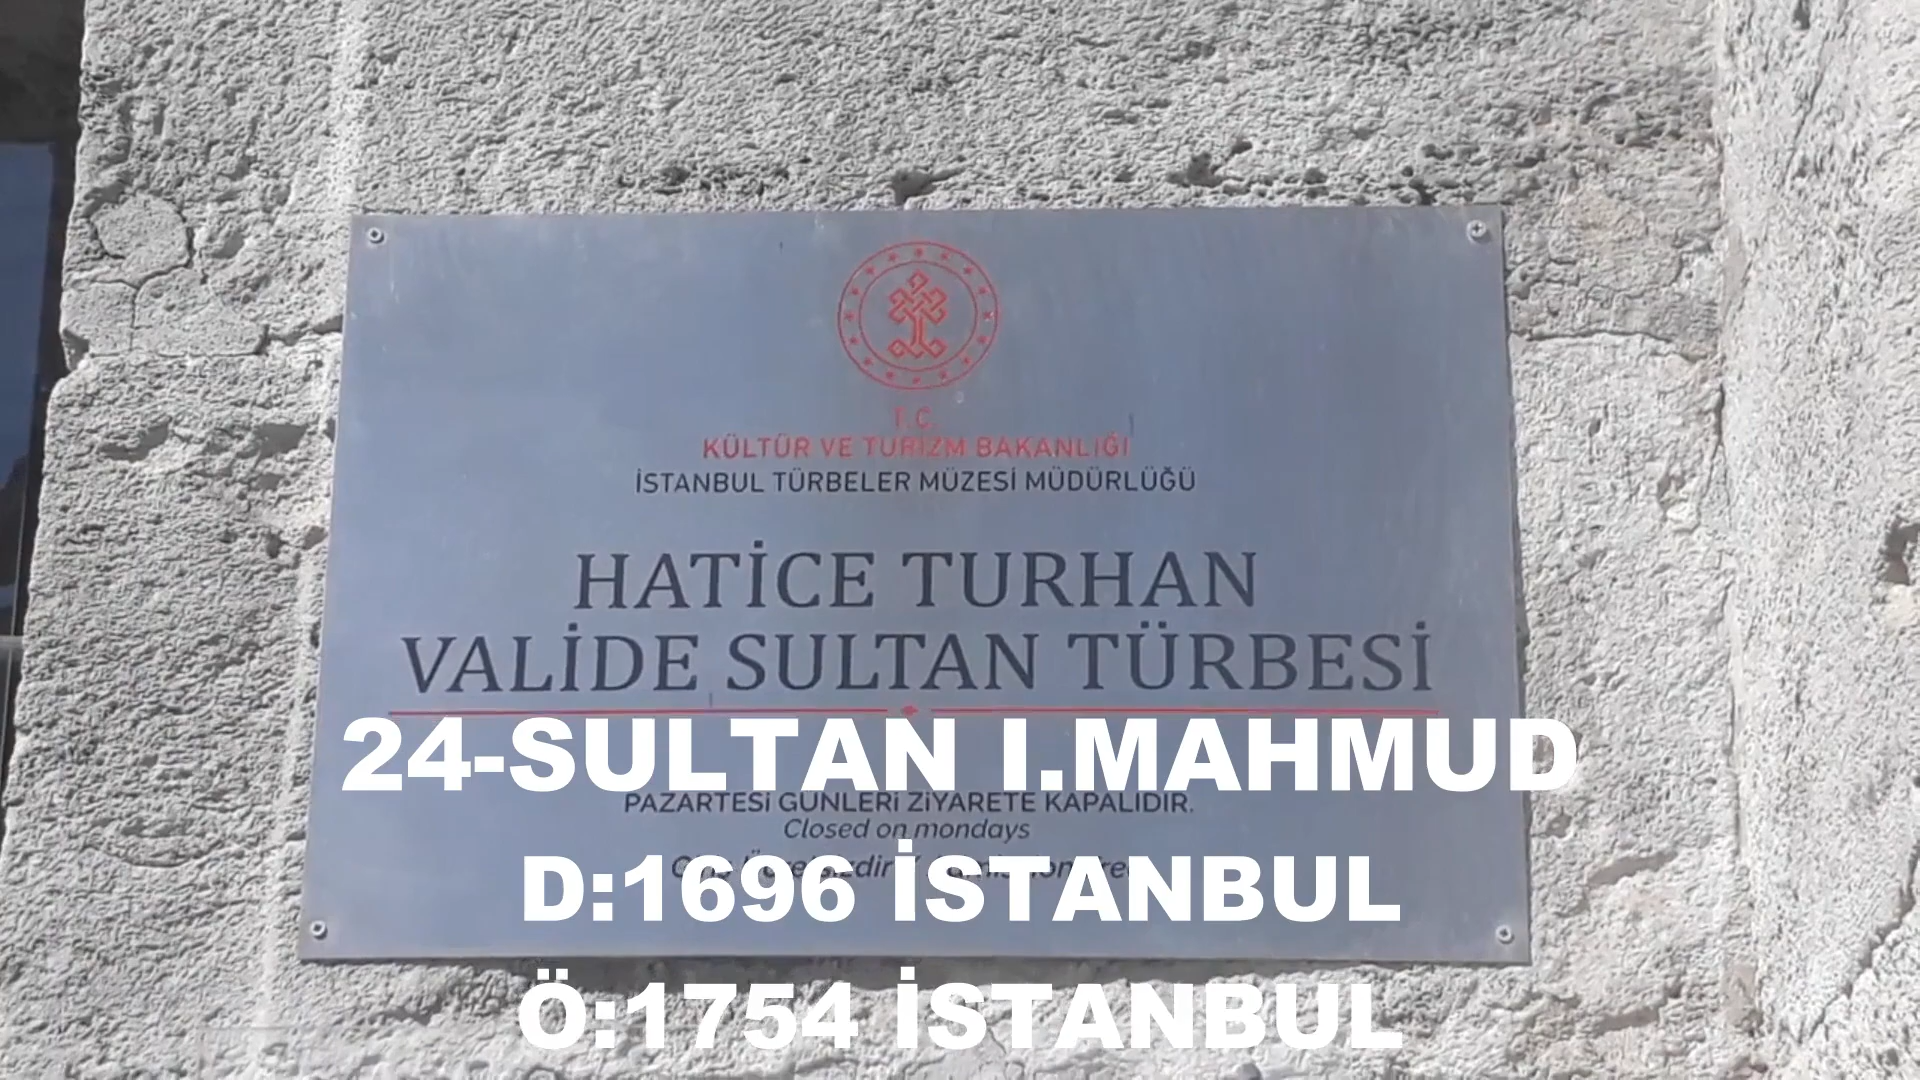 T.C.
KÜLTÜR VE TURİZM BAKANLIĞI
İSTANBUL TÜRBELER MÜZESİ MÜDÜRLÜĞÜ
HATİCE TURHAN
VALİDE SULTAN TÜRBESİ
24-SULTAN I.MAHMUD
PAZARTESİ GÜNLERİ ZİYARETE KAPALIDIR.
Closed on mondays
D:1696 İSTANBUL
Ö:1754 İSTANBUL